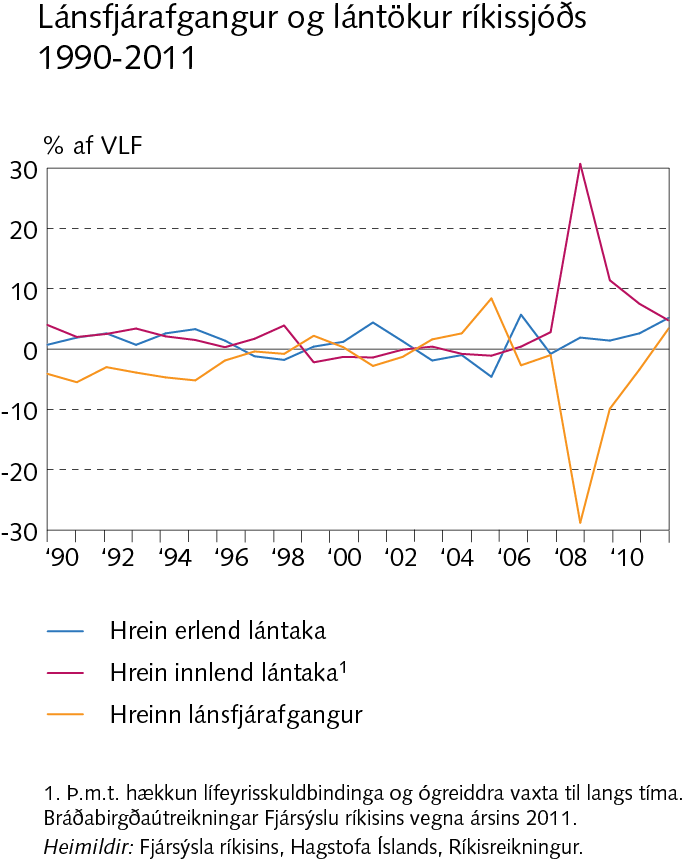 Lánsfjárafgangur og lántökur ríkissjóðs
1990-2011
% af VLF
30
20
10
0
-10
-20
-30
‘90 ‘92 ‘94 ‘96 ‘98 ‘00 ‘02 ‘04 ‘06 ‘08 ‘10
Hrein erlend lántaka
Hrein innlend lántaka¹
Hreinn lánsfjárafgangur
1. Þ.m.t. hækkun lífeyrisskuldbindinga og ógreiddra vaxta til langs tíma.
Bráðabirgðaútreikningar Fjársýslu ríkisins vegna ársins 2011.
Heimildir: Fjársýsla ríkisins, Hagstofa Íslands, Ríkisreikningur.